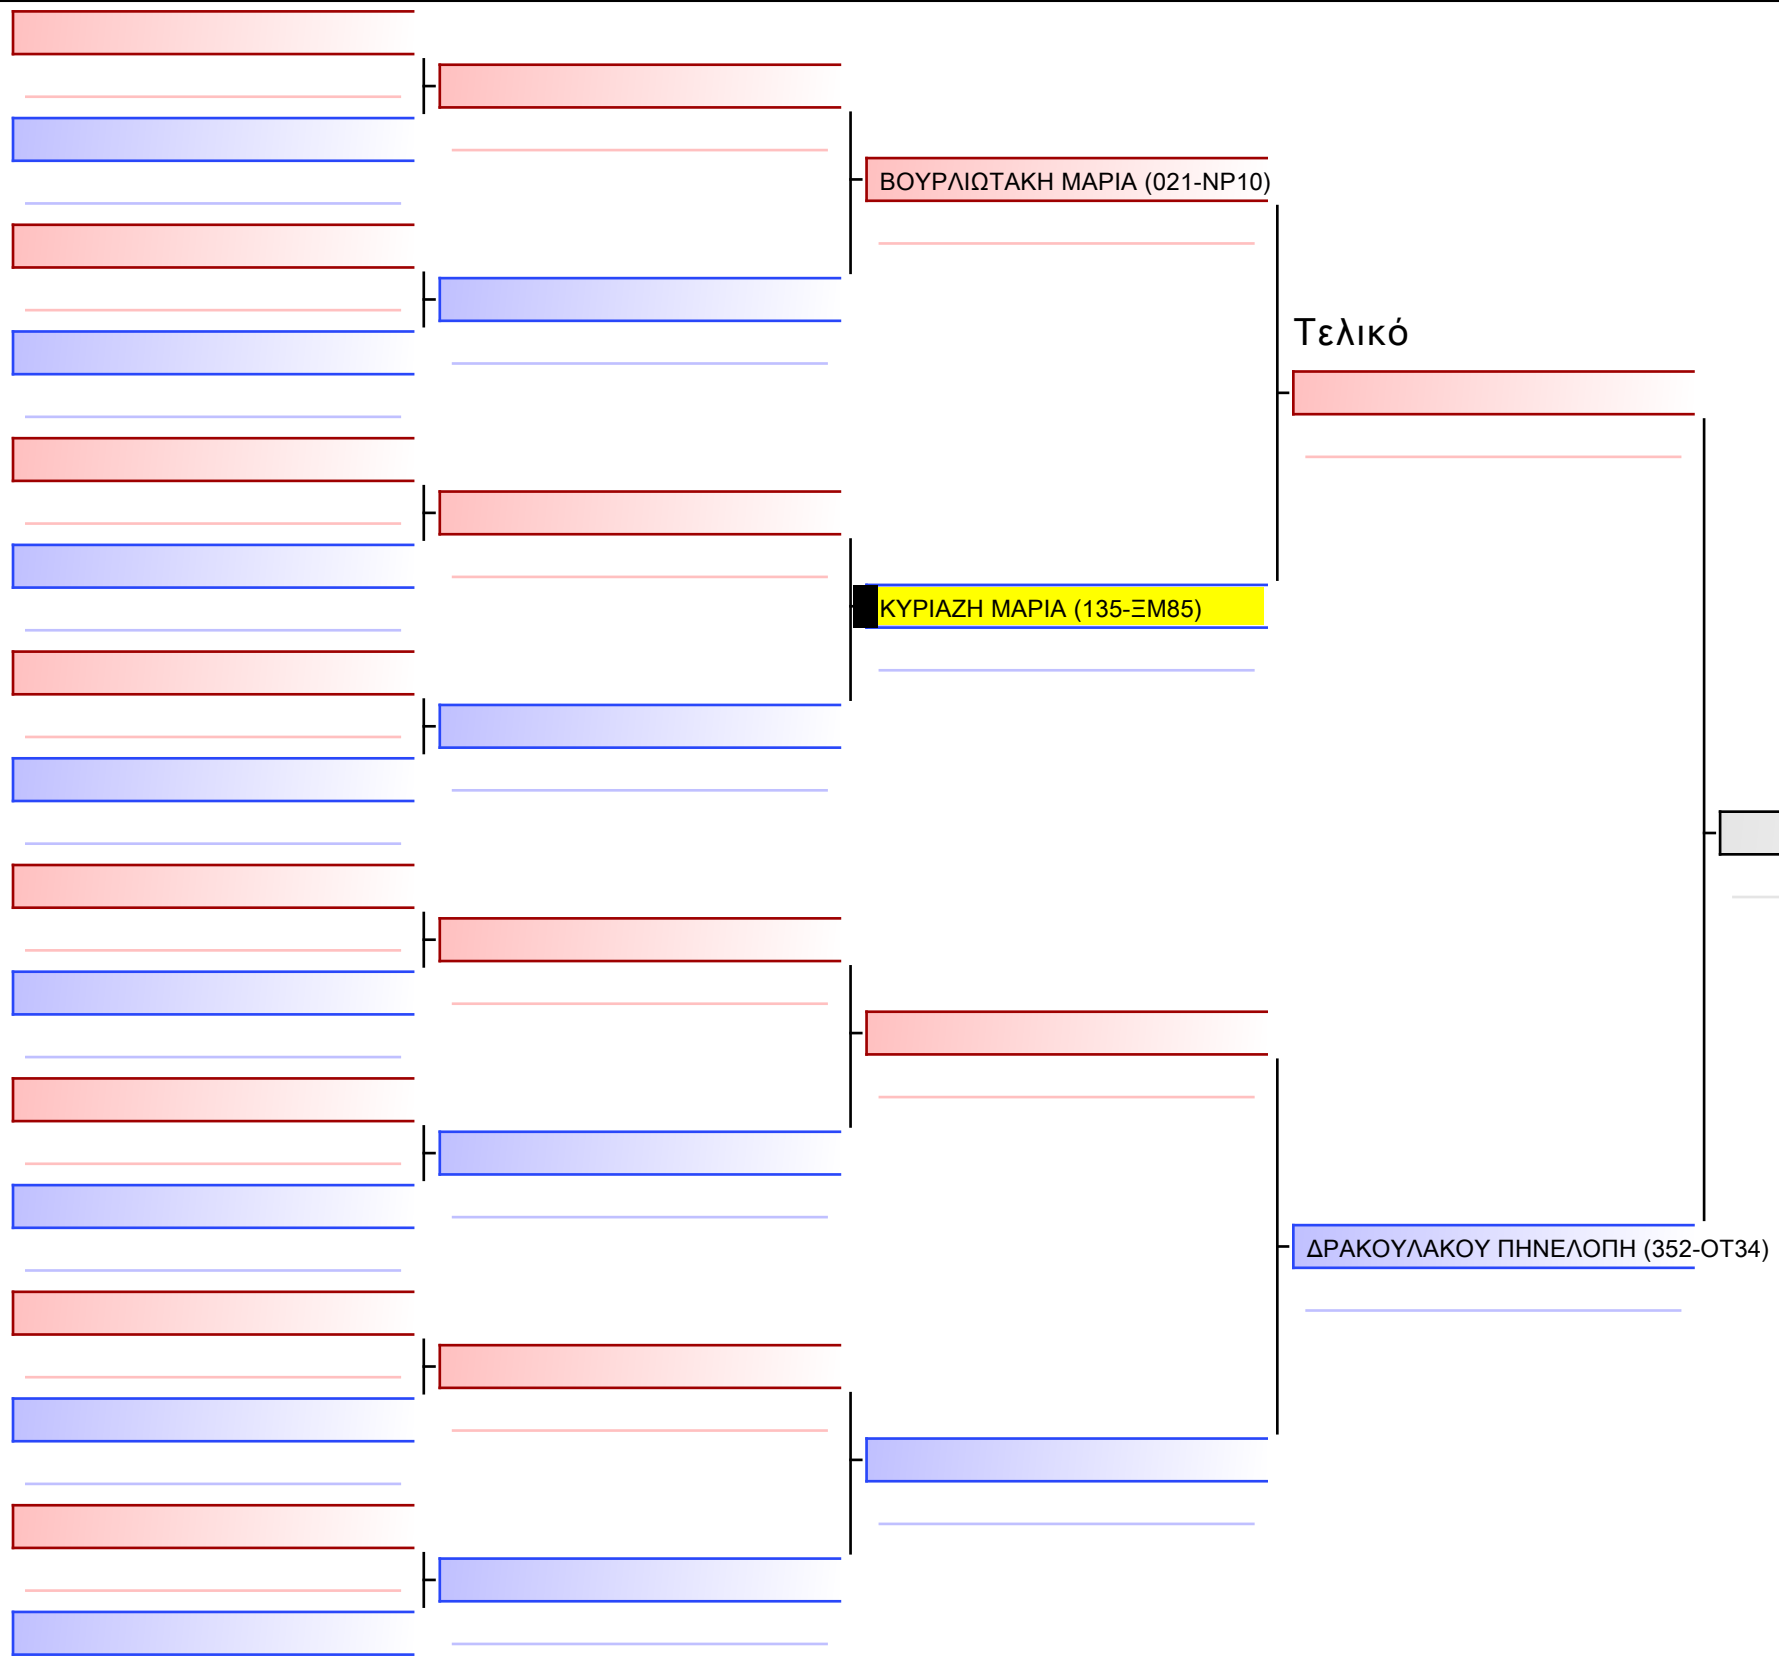 ΒΟΥΡΛΙΩΤΑΚΗ ΜΑΡΙΑ (021-ΝΡ10)
Τελικό
ΚΥΡΙΑΖΗ ΜΑΡΙΑ (135-ΞΜ85)
ΔΡΑΚΟΥΛΑΚΟΥ ΠΗΝΕΛΟΠΗ (352-ΟΤ34)